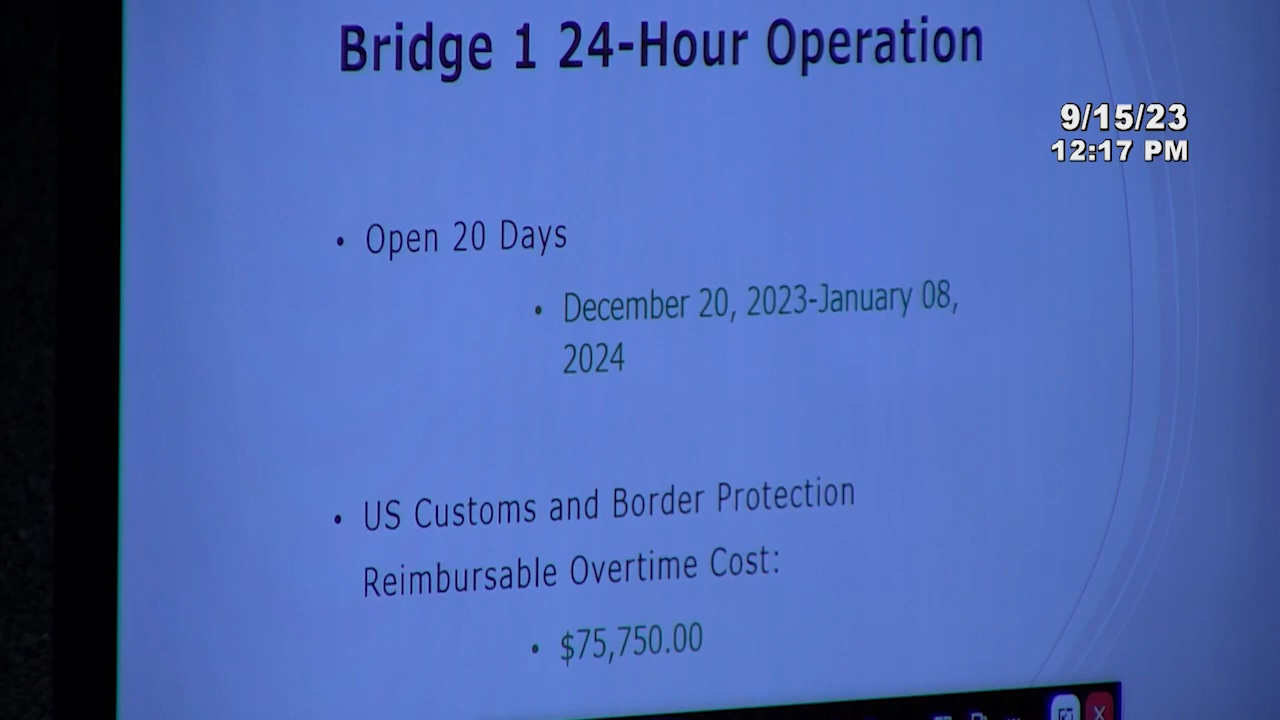 Bridge 1 24-Hour Operation
9/15/23
12:17 PM
• Open 20 Days
• December 20, 2023-January 08,
2024
• US Customs and Border Protection
Reimbursable Overtime Cost:
• $75,750.00